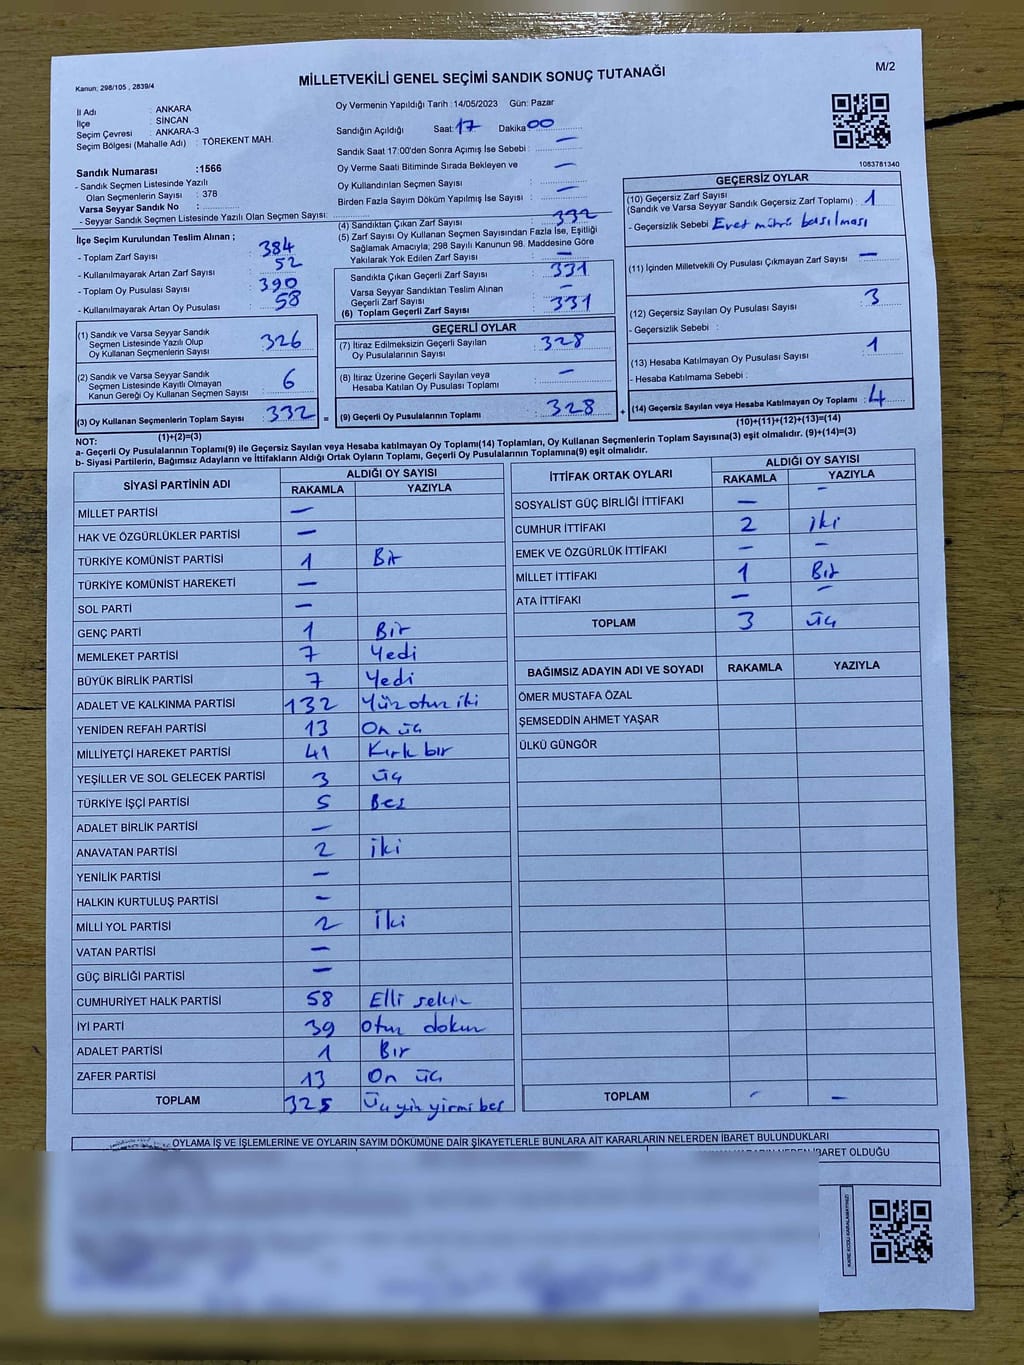 Kanun: 298/105 , 2839/4
MİLLETVEKİLİ GENEL SEÇİMİ SANDIK SONUÇ TUTANAĞI
M/2
İl Adı : ANKARA
İlçe : SİNCAN
Seçim Çevresi : ANKARA-3
Seçim Bölgesi (Mahalle Adı) : TÖREKENT MAH.
Sandık Numarası :1566
- Sandık Seçmen Listesinde Yazılı
Olan Seçmenlerin Sayısı : 378
Varsa Seyyar Sandık No :
- Seyyar Sandık Seçmen Listesinde Yazılı Olan Seçmen Sayısı:
Oy Vermenin Yapıldığı Tarih :14/05/2023 Gün: Pazar
Sandığın Açıldığı Saat: 17 Dakika 00
Sandık Saat 17:00'den Sonra Açımış İse Sebebi : —
Oy Verme Saati Bitiminde Sırada Bekleyen ve
Oy Kullandırılan Seçmen Sayısı : —
Birden Fazla Sayım Döküm Yapılmış İse Sayısı : —
1083781340
İlçe Seçim Kurulundan Teslim Alınan ;
- Toplam Zarf Sayısı : 384
- Kullanılmayarak Artan Zarf Sayısı : 52
- Toplam Oy Pusulası Sayısı : 390
- Kullanılmayarak Artan Oy Pusulası : 58
(1) Sandık ve Varsa Seyyar Sandık
Seçmen Listesinde Yazılı Olup
Oy Kullanan Seçmenlerin Sayısı : 326
(2) Sandık ve Varsa Seyyar Sandık
Seçmen Listesinde Kayıtlı Olmayan
Kanun Gereği Oy Kullanan Seçmen Sayısı : 6
(3) Oy Kullanan Seçmenlerin Toplam Sayısı : 332 =
(1)+(2)=(3)
(4) Sandıktan Çıkan Zarf Sayısı : 332
(5) Zarf Sayısı Oy Kullanan Seçmen Sayısından Fazla İse, Eşitliği
Sağlamak Amacıyla; 298 Sayılı Kanunun 98. Maddesine Göre
Yakılarak Yok Edilen Zarf Sayısı : —
Sandıkta Çıkan Geçerli Zarf Sayısı : 331
Varsa Seyyar Sandıktan Teslim Alınan
Geçerli Zarf Sayısı : —
(6) Toplam Geçerli Zarf Sayısı : 331
GEÇERLİ OYLAR
(7) İtiraz Edilmeksizin Geçerli Sayılan
Oy Pusulalarının Sayısı : 328
(8) İtiraz Üzerine Geçerli Sayılan veya
Hesaba Katılan Oy Pusulası Toplamı : —
(9) Geçerli Oy Pusulalarının Toplamı : 328 +
GEÇERSİZ OYLAR
(10) Geçersiz Zarf Sayısı
(Sandık ve Varsa Seyyar Sandık Geçersiz Zarf Toplamı) : 1
- Geçersizlik Sebebi : Evet mührü basılması
(11) İçinden Milletvekili Oy Pusulası Çıkmayan Zarf Sayısı : —
(12) Geçersiz Sayılan Oy Pusulası Sayısı : 3
- Geçersizlik Sebebi :
(13) Hesaba Katılmayan Oy Pusulası Sayısı : 1
- Hesaba Katılmama Sebebi :
(14) Geçersiz Sayılan veya Hesaba Katılmayan Oy Toplamı : 4
(10)+(11)+(12)+(13)=(14)
NOT:
a- Geçerli Oy Pusulalarının Toplamı(9) ile Geçersiz Sayılan veya Hesaba katılmayan Oy Toplamı(14) Toplamları, Oy Kullanan Seçmenlerin Toplam Sayısına(3) eşit olmalıdır. (9)+(14)=(3)
b- Siyasi Partilerin, Bağımsız Adayların ve İttifakların Aldığı Ortak Oyların Toplamı, Geçerli Oy Pusulalarının Toplamına(9) eşit olmalıdır.
SİYASİ PARTİNİN ADI
ALDIĞI OY SAYISI
RAKAMLA YAZIYLA
MİLLET PARTİSİ —
HAK VE ÖZGÜRLÜKLER PARTİSİ —
TÜRKİYE KOMÜNİST PARTİSİ 1 Bir
TÜRKİYE KOMÜNİST HAREKETİ —
SOL PARTİ —
GENÇ PARTİ 1 Bir
MEMLEKET PARTİSİ 7 Yedi
BÜYÜK BİRLİK PARTİSİ 7 Yedi
ADALET VE KALKINMA PARTİSİ 132 Yüz otuz iki
YENİDEN REFAH PARTİSİ 13 On üç
MİLLİYETÇİ HAREKET PARTİSİ 41 Kırk bir
YEŞİLLER VE SOL GELECEK PARTİSİ 3 üç
TÜRKİYE İŞÇİ PARTİSİ 5 Beş
ADALET BİRLİK PARTİSİ —
ANAVATAN PARTİSİ 2 iki
YENİLİK PARTİSİ —
HALKIN KURTULUŞ PARTİSİ —
MİLLİ YOL PARTİSİ 2 İki
VATAN PARTİSİ —
GÜÇ BİRLİĞİ PARTİSİ —
CUMHURİYET HALK PARTİSİ 58 Elli sekiz
İYİ PARTİ 39 Otuz dokuz
ADALET PARTİSİ 1 Bir
ZAFER PARTİSİ 13 On üç
TOPLAM 325 Üç yüz yirmi beş
İTTİFAK ORTAK OYLARI
ALDIĞI OY SAYISI
RAKAMLA YAZIYLA
SOSYALİST GÜÇ BİRLİĞİ İTTİFAKI — —
CUMHUR İTTİFAKI 2 iki
EMEK VE ÖZGÜRLÜK İTTİFAKI — —
MİLLET İTTİFAKI 1 Bir
ATA İTTİFAKI — —
TOPLAM 3 üç
BAĞIMSIZ ADAYIN ADI VE SOYADI RAKAMLA YAZIYLA
ÖMER MUSTAFA ÖZAL
ŞEMSEDDİN AHMET YAŞAR
ÜLKÜ GÜNGÖR
TOPLAM - —
OYLAMA İŞ VE İŞLEMLERİNE VE OYLARIN SAYIM DÖKÜMÜNE DAİR ŞİKAYETLERLE BUNLARA AİT KARARLARIN NELERDEN İBARET BULUNDUKLARI
İBARET OLDUĞU
KARE KODU KARALAMAYINIZ!